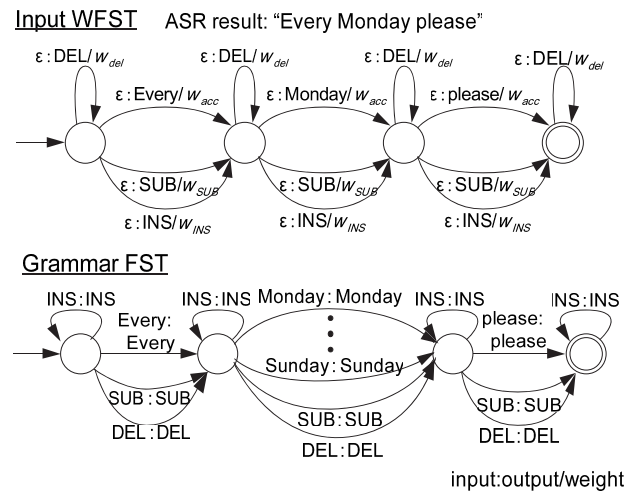 Input WFST ASR result: “Every Monday please”
ε:DEL/w_del ε:DEL/w_del ε:DEL/w_del ε:DEL/w_del
ε:Every/w_acc ε:Monday/w_acc ε:please/w_acc
ε:SUB/w_SUB ε:SUB/w_SUB ε:SUB/w_SUB
ε:INS/w_INS ε:INS/w_INS ε:INS/w_INS
Grammar FST
INS:INS INS:INS Monday:Monday INS:INS INS:INS
Every: please:
Every please
Sunday:Sunday
SUB:SUB SUB:SUB SUB:SUB
DEL:DEL DEL:DEL DEL:DEL
input:output/weight